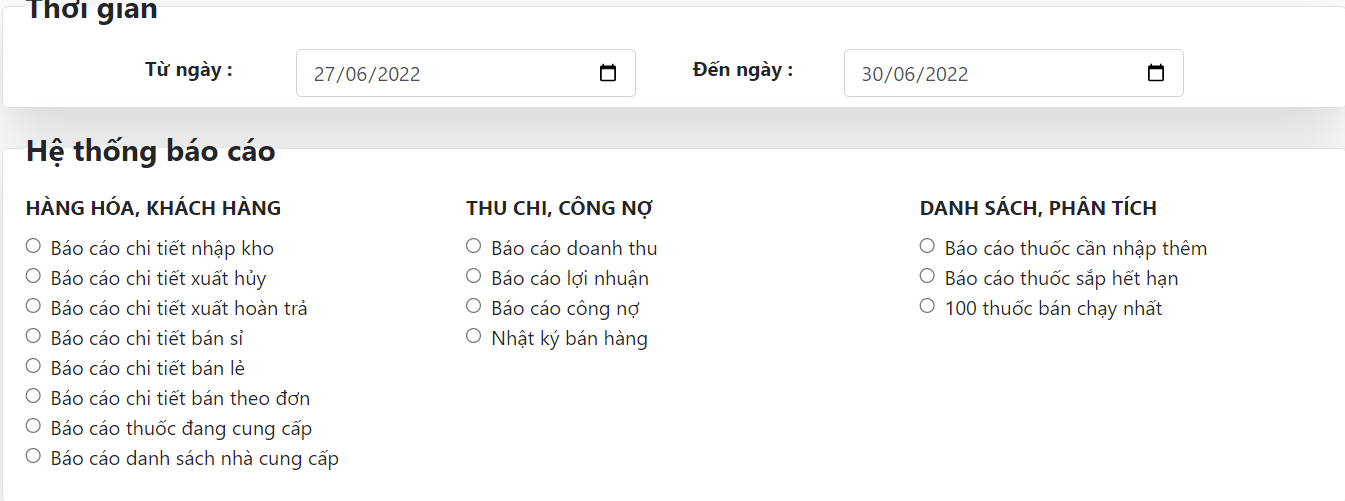 Thời gian
Từ ngày :
27/06/2022
Đến ngày :
30/06/2022
Hệ thống báo cáo
HÀNG HÓA, KHÁCH HÀNG
Báo cáo chi tiết nhập kho
Báo cáo chi tiết xuất hủy
Báo cáo chi tiết xuất hoàn trả
Báo cáo chi tiết bán sỉ
Báo cáo chi tiết bán lẻ
Báo cáo chi tiết bán theo đơn
Báo cáo thuốc đang cung cấp
Báo cáo danh sách nhà cung cấp
THU CHI, CÔNG NỢ
Báo cáo doanh thu
Báo cáo lợi nhuận
Báo cáo công nợ
Nhật ký bán hàng
DANH SÁCH, PHÂN TÍCH
Báo cáo thuốc cần nhập thêm
Báo cáo thuốc sắp hết hạn
100 thuốc bán chạy nhất